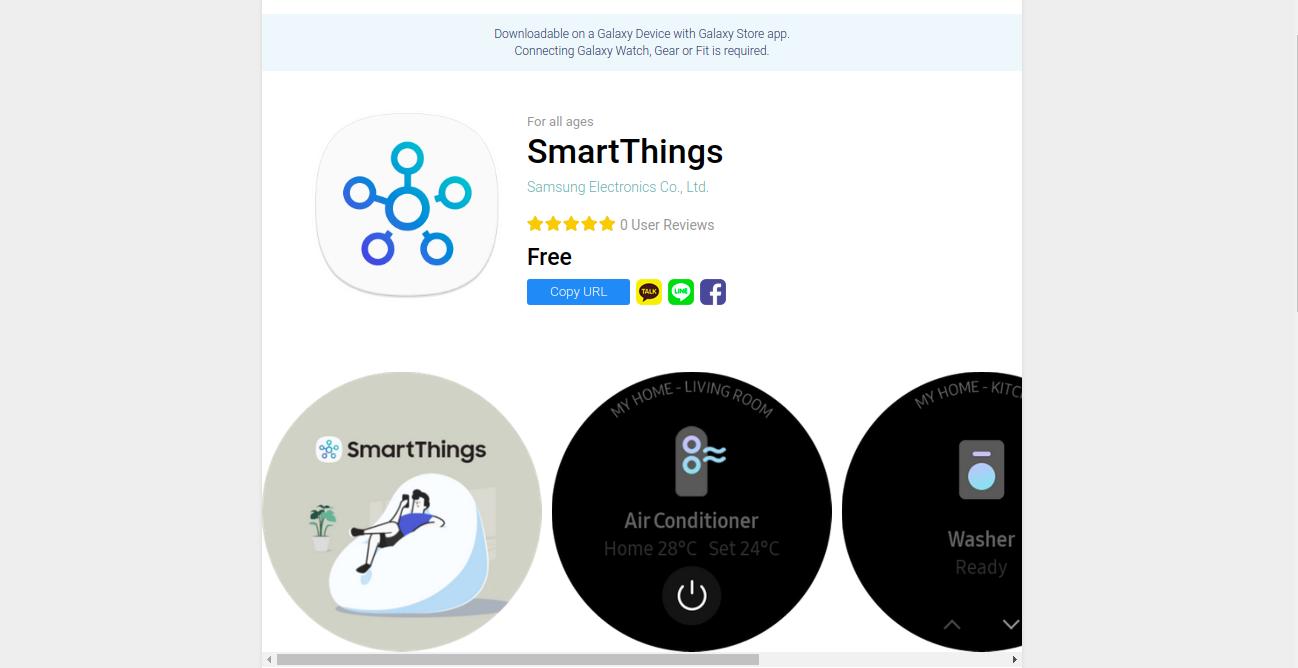 Downloadable on a Galaxy Device with Galaxy Store app.
Connecting Galaxy Watch, Gear or Fit is required.
For all ages
SmartThings
Samsung Electronics Co., Ltd.
0 User Reviews
Free
Copy URL
TALK
LINE
SmartThings
MY HOME - LIVING ROOM
Air Conditioner
Home 28°C Set 24°C
MY HOME - KITC
Washer
Ready